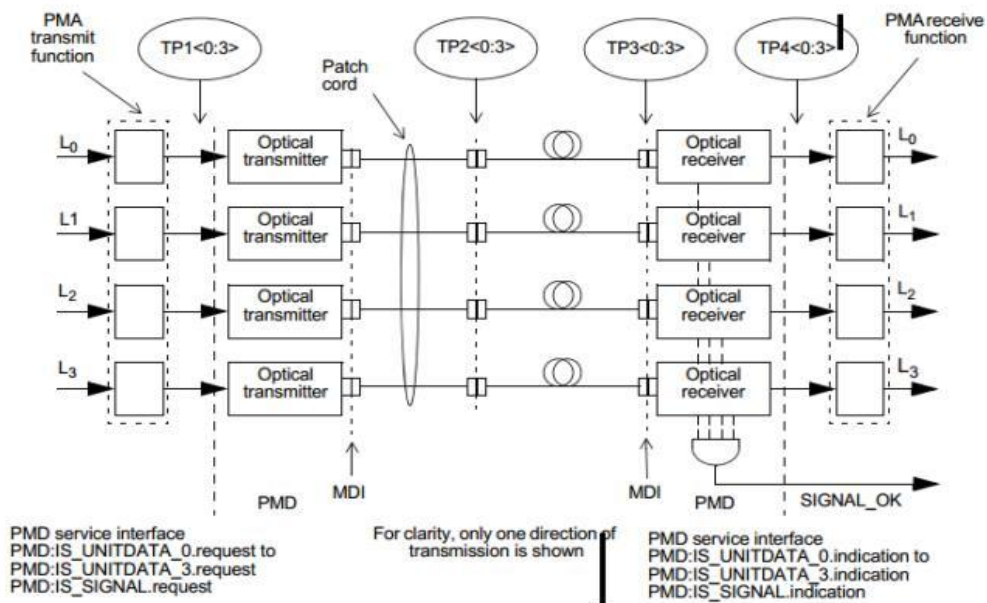 PMA
transmit
function
TP1<0:3>
Patch
cord
TP2<0:3>
TP3<0:3>
TP4<0:3>
PMA receive
function
L0
Optical
transmitter
Optical
receiver
L0
L1
Optical
transmitter
Optical
receiver
L1
L2
Optical
transmitter
Optical
receiver
L2
L3
Optical
transmitter
Optical
receiver
L3
PMD
MDI
MDI
PMD
SIGNAL_OK
PMD service interface
PMD:IS_UNITDATA_0.request to
PMD:IS_UNITDATA_3.request
PMD:IS_SIGNAL.request
For clarity, only one direction of
transmission is shown
PMD service interface
PMD:IS_UNITDATA_0.indication to
PMD:IS_UNITDATA_3.indication
PMD:IS_SIGNAL.indication